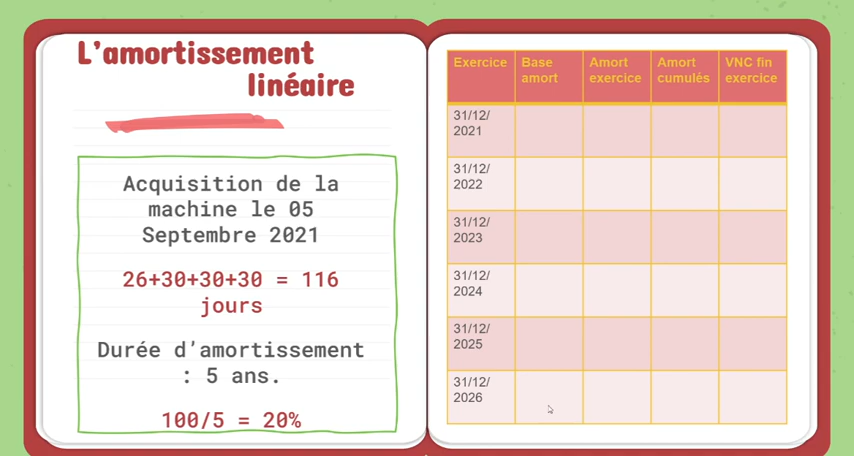 L'amortissement
linéaire
Acquisition de la
machine le 05
Septembre 2021
26+30+30+30 = 116
jours
Durée d'amortissement
: 5 ans.
100/5 = 20%
Exercice Base amort Amort exercice Amort cumulés VNC fin exercice
31/12/
2021
31/12/
2022
31/12/
2023
31/12/
2024
31/12/
2025
31/12/
2026